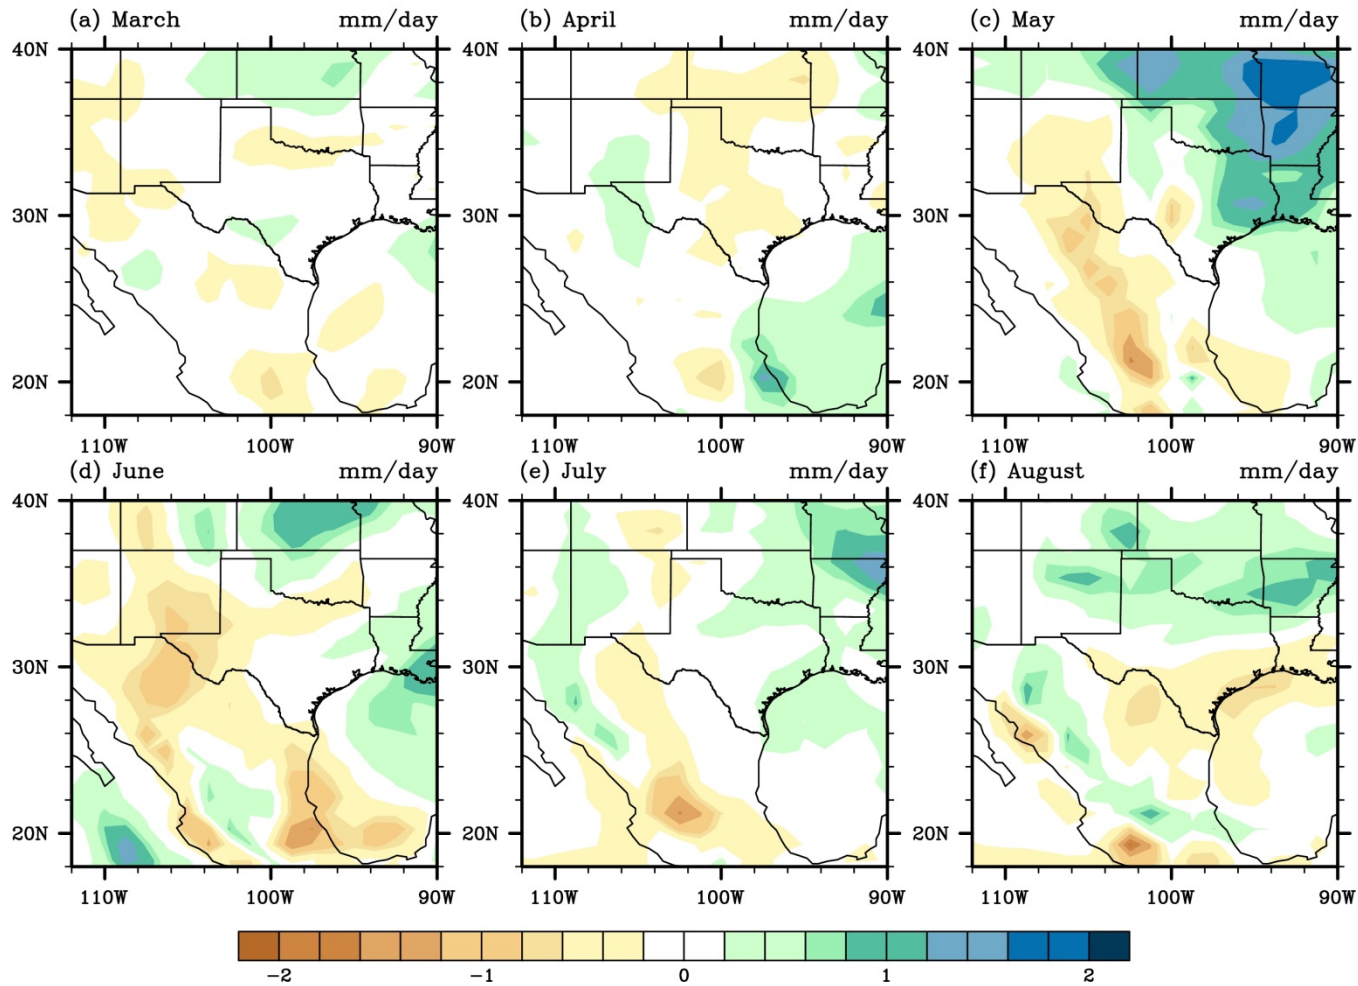 (a) March mm/day (b) April mm/day (c) May mm/day
40N 40N 40N
30N 30N 30N
20N 20N 20N
110W 100W 90W 110W 100W 90W 110W 100W 90W
(d) June mm/day (e) July mm/day (f) August mm/day
40N 40N 40N
30N 30N 30N
20N 20N 20N
110W 100W 90W 110W 100W 90W 110W 100W 90W
−2 −1 0 1 2